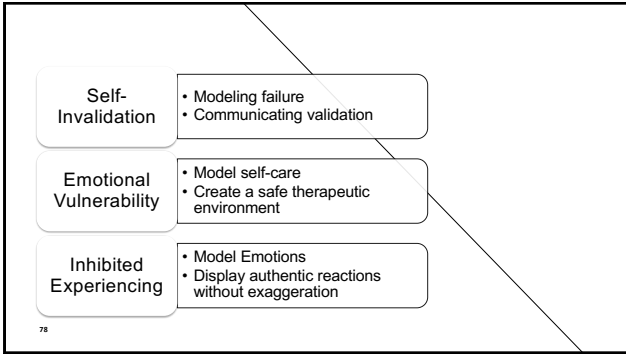 Self-
Invalidation
• Modeling failure
• Communicating validation
Emotional
Vulnerability
• Model self-care
• Create a safe therapeutic
environment
Inhibited
Experiencing
• Model Emotions
• Display authentic reactions
without exaggeration
78